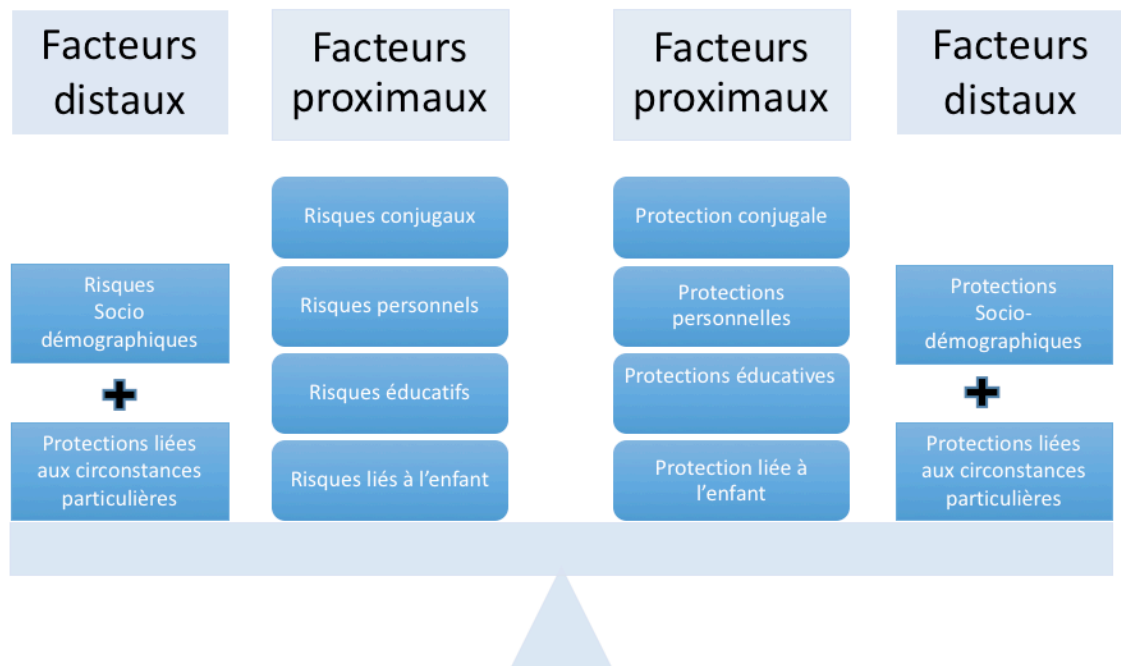 Facteurs
distaux
Facteurs
proximaux
Facteurs
proximaux
Facteurs
distaux
Risques conjugaux
Risques personnels
Risques éducatifs
Risques liés à l'enfant
Protection conjugale
Protections
personnelles
Protections éducatives
Protection liée à
l'enfant
Risques
Socio
démographiques
Protections liées
aux circonstances
particulières
Protections
Socio-
démographiques
Protections liées
aux circonstances
particulières